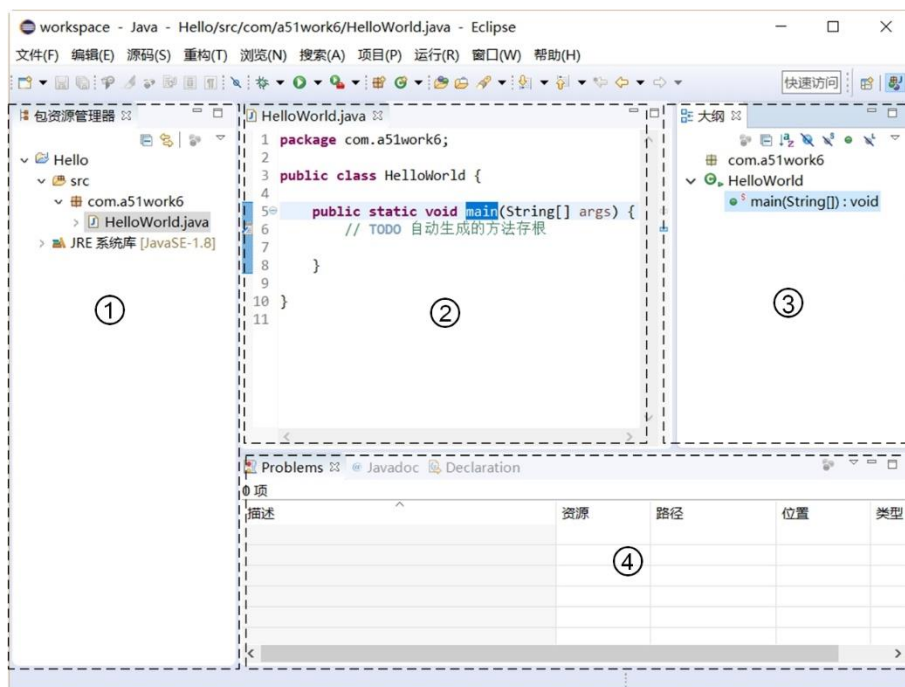 workspace - Java - Hello/src/com/a51work6/HelloWorld.java - Eclipse
文件(F) 编辑(E) 源码(S) 重构(T) 浏览(N) 搜索(A) 项目(P) 运行(R) 窗口(W) 帮助(H)
快速访问
包资源管理器
Hello
src
com.a51work6
HelloWorld.java
JRE 系统库 [JavaSE-1.8]
①
HelloWorld.java
1 package com.a51work6;
2
3 public class HelloWorld {
4
5 public static void main(String[] args) {
6 // TODO 自动生成的方法存根
7
8 }
9
10 }
11
②
大纲
com.a51work6
HelloWorld
main(String[]) : void
③
Problems Javadoc Declaration
0 项
描述 资源 路径 位置 类型
④